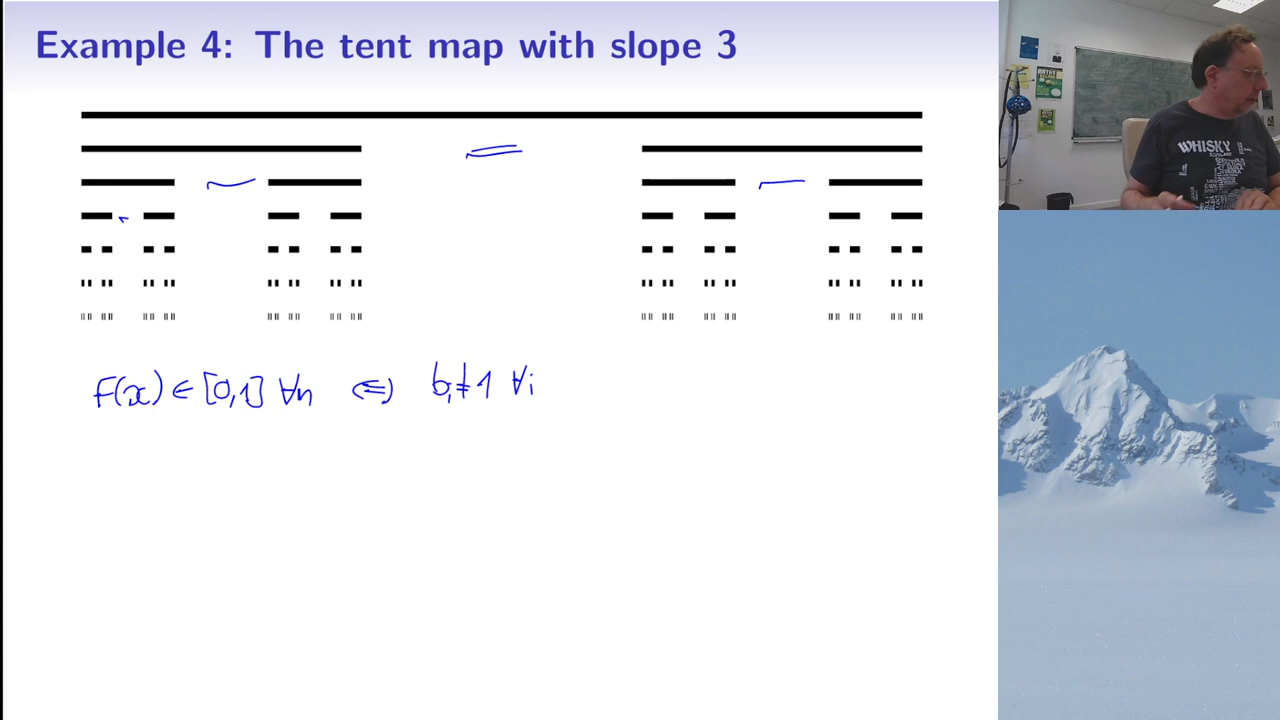 Example 4: The tent map with slope 3
F(x) ∈ [0,1] ∀n ⇔ bᵢ≠1 ∀i
WHISKY